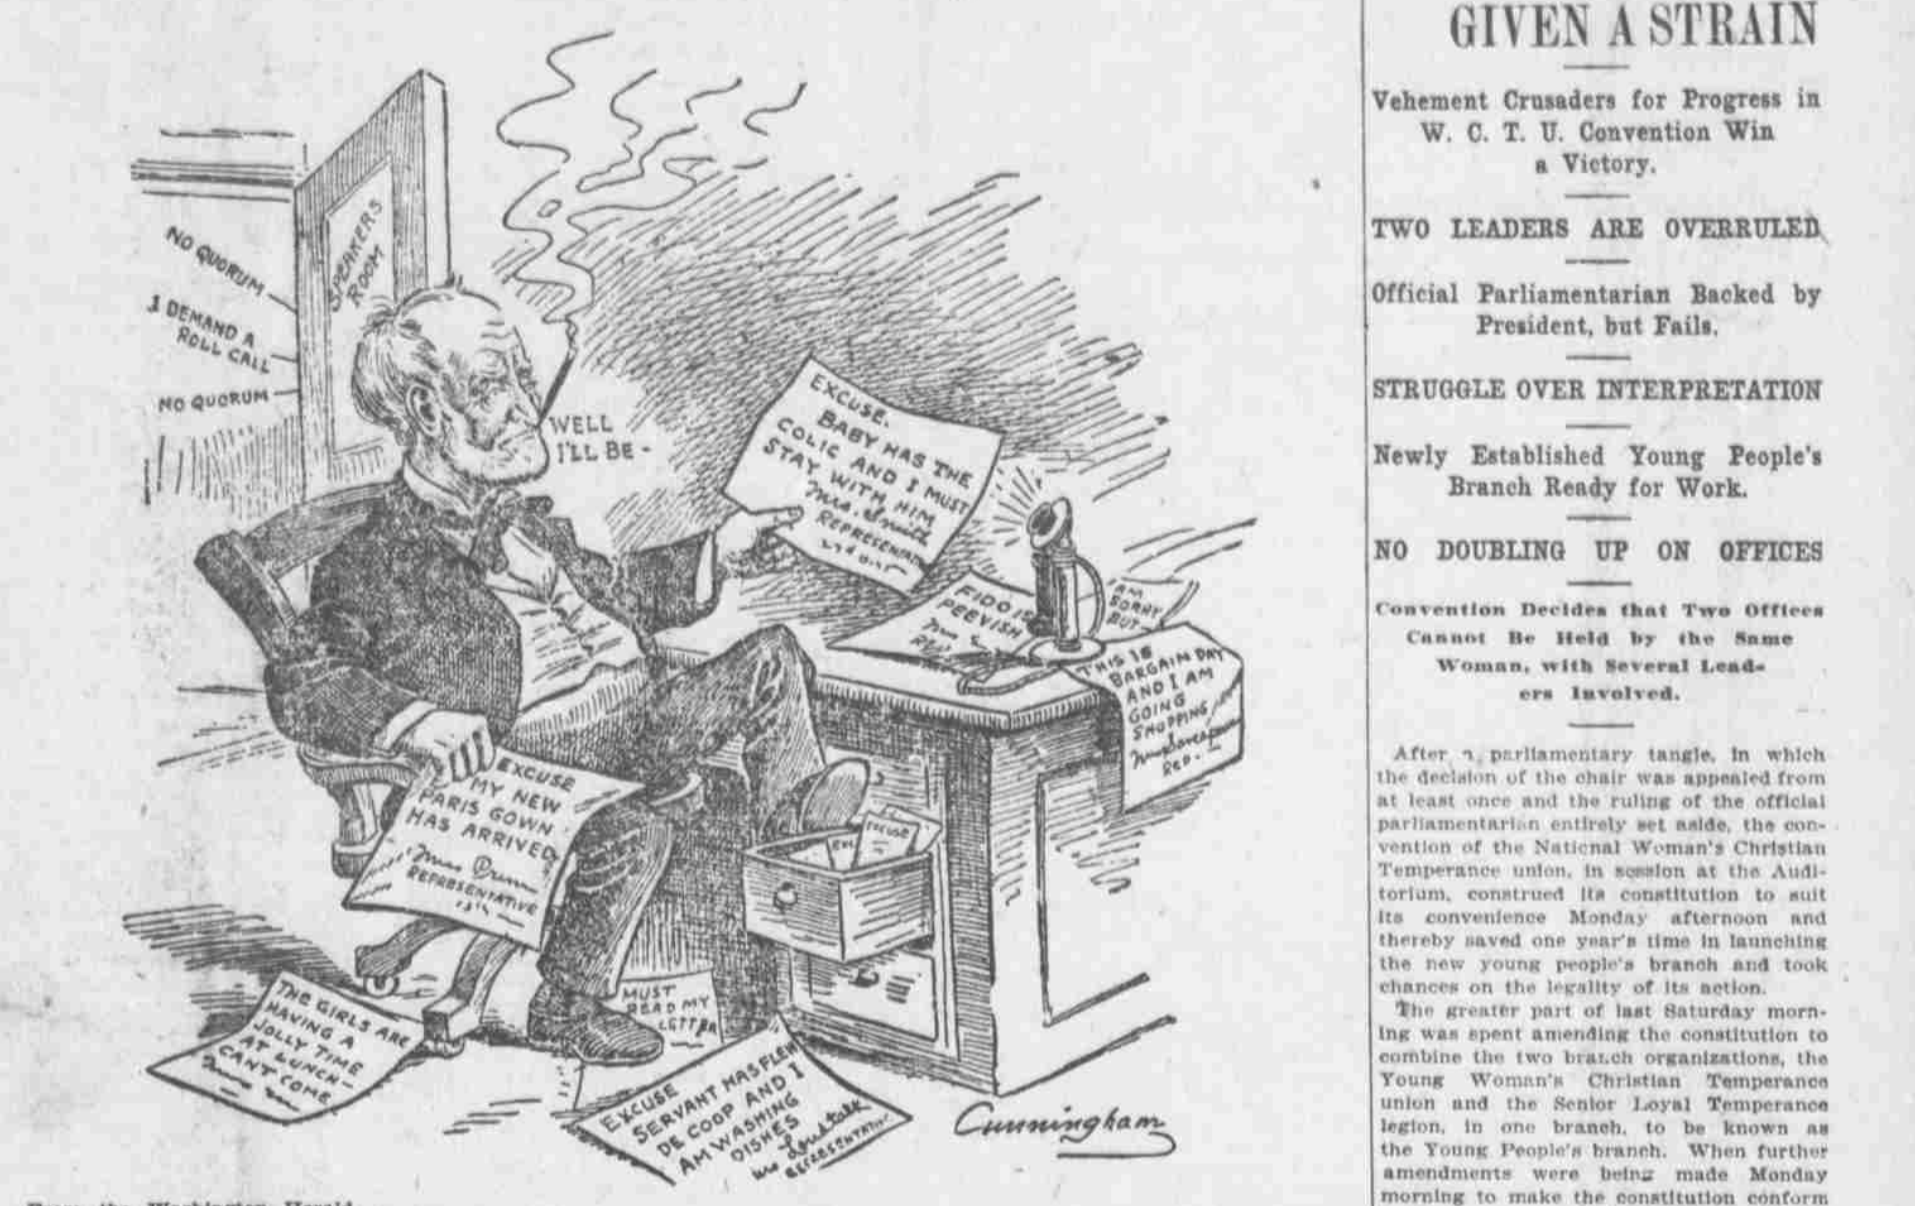 SPEAKERS
ROOM
NO QUORUM
I DEMAND A
ROLL CALL
NO QUORUM
WELL
I'LL BE -
EXCUSE.
BABY HAS THE
COLIC AND I MUST
STAY WITH HIM
Mrs. Smith
REPRESENTATIVE
FIDO IS
PEEVISH
AM
SORRY
BUT
THIS IS
BARGAIN DAY
AND I AM
GOING
SHOPPING
REP.
EXCUSE
MY NEW
PARIS GOWN
HAS ARRIVED
REPRESENTATIVE
EXCUSE
THE GIRLS ARE
HAVING A
JOLLY TIME
AT LUNCH -
CANT COME
MUST
READ MY
LETTER
EXCUSE
SERVANT HAS FLEW
DE COOP AND I
AM WASHING
DISHES
REPRESENTATIVE
Cunningham
From the Washington Herald.
GIVEN A STRAIN
Vehement Crusaders for Progress in
W. C. T. U. Convention Win
a Victory.
TWO LEADERS ARE OVERRULED
Official Parliamentarian Backed by
President, but Fails.
STRUGGLE OVER INTERPRETATION
Newly Established Young People's
Branch Ready for Work.
NO DOUBLING UP ON OFFICES
Convention Decides that Two Offices
Cannot Be Held by the Same
Woman, with Several Lead-
ers Involved.
After a parliamentary tangle, in which
the decision of the chair was appealed from
at least once and the ruling of the official
parliamentarian entirely set aside, the con-
vention of the National Woman's Christian
Temperance union, in session at the Audi-
torium, construed its constitution to suit
its convenience Monday afternoon and
thereby saved one year's time in launching
the new young people's branch and took
chances on the legality of its action.
The greater part of last Saturday morn-
ing was spent amending the constitution to
combine the two branch organizations, the
Young Woman's Christian Temperance
union and the Senior Loyal Temperance
legion, in one branch, to be known as
the Young People's branch. When further
amendments were being made Monday
morning to make the constitution conform